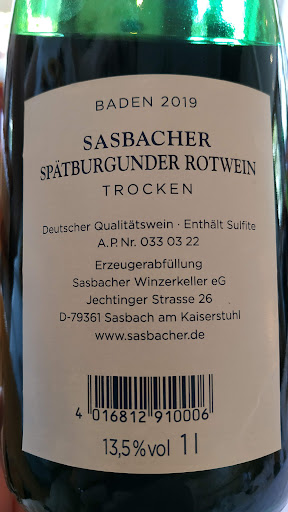 BADEN 2019
SASBACHER
SPÄTBURGUNDER ROTWEIN
TROCKEN
Deutscher Qualitätswein · Enthält Sulfite
A.P.Nr. 033 03 22
Erzeugerabfüllung
Sasbacher Winzerkeller eG
Jechtinger Strasse 26
D-79361 Sasbach am Kaiserstuhl
www.sasbacher.de
4 016812 910006
13,5%vol 1 l